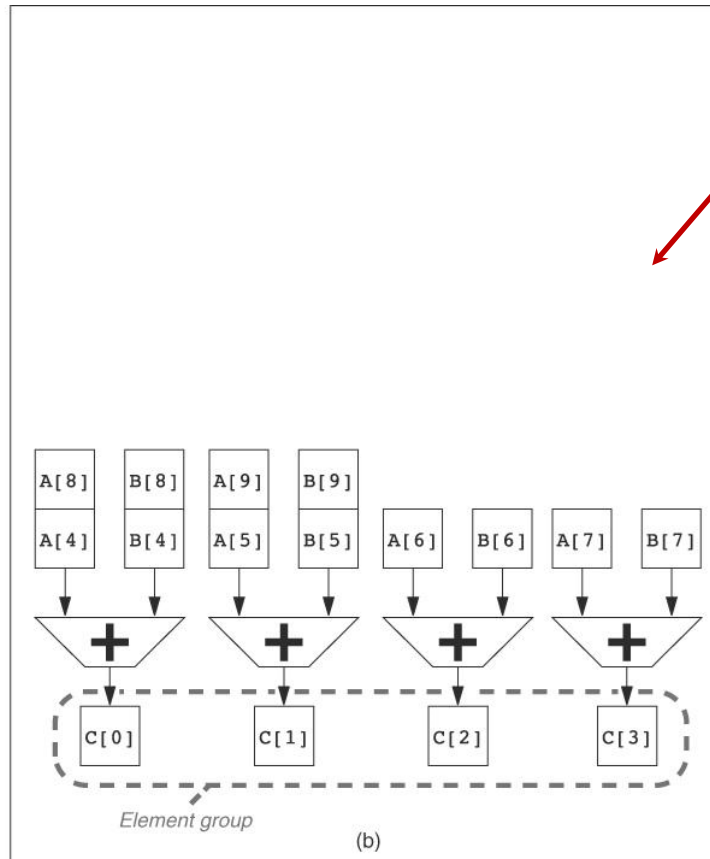 A[8] B[8] A[9] B[9]
A[4] B[4] A[5] B[5] A[6] B[6] A[7] B[7]
+ + + +
C[0] C[1] C[2] C[3]
Element group
(b)